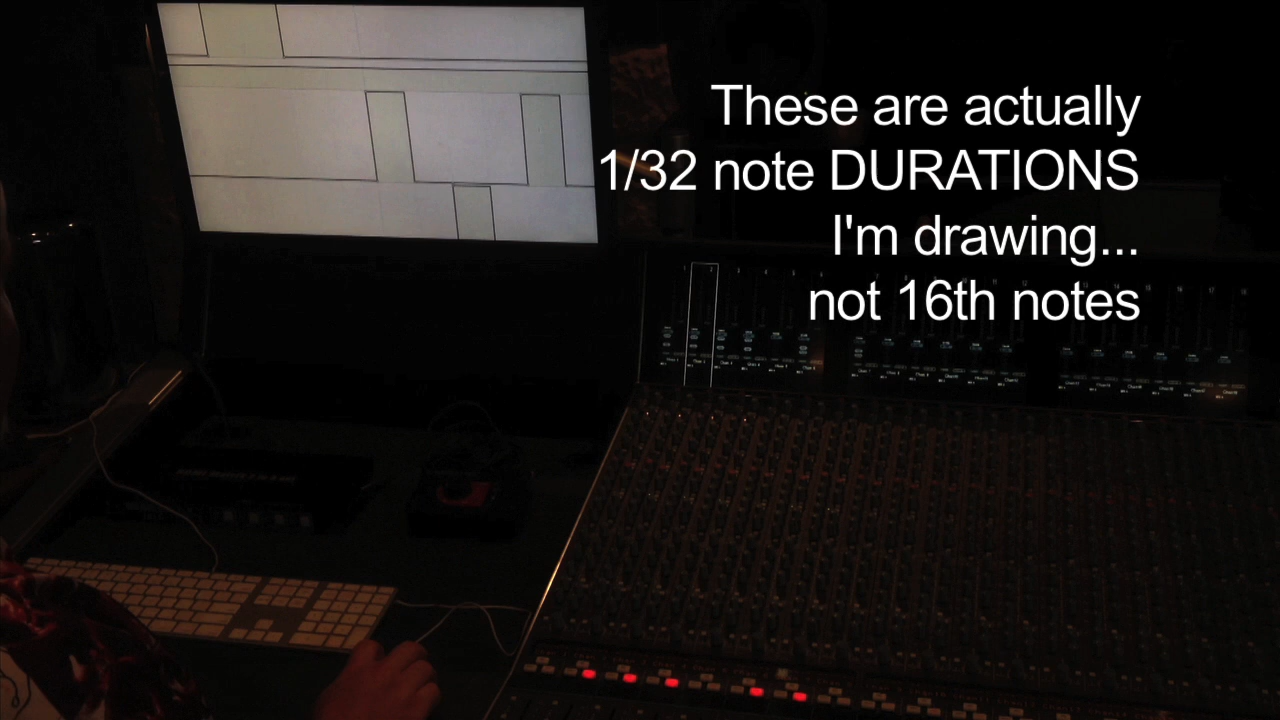 These are actually
1/32 note DURATIONS
I'm drawing...
not 16th notes